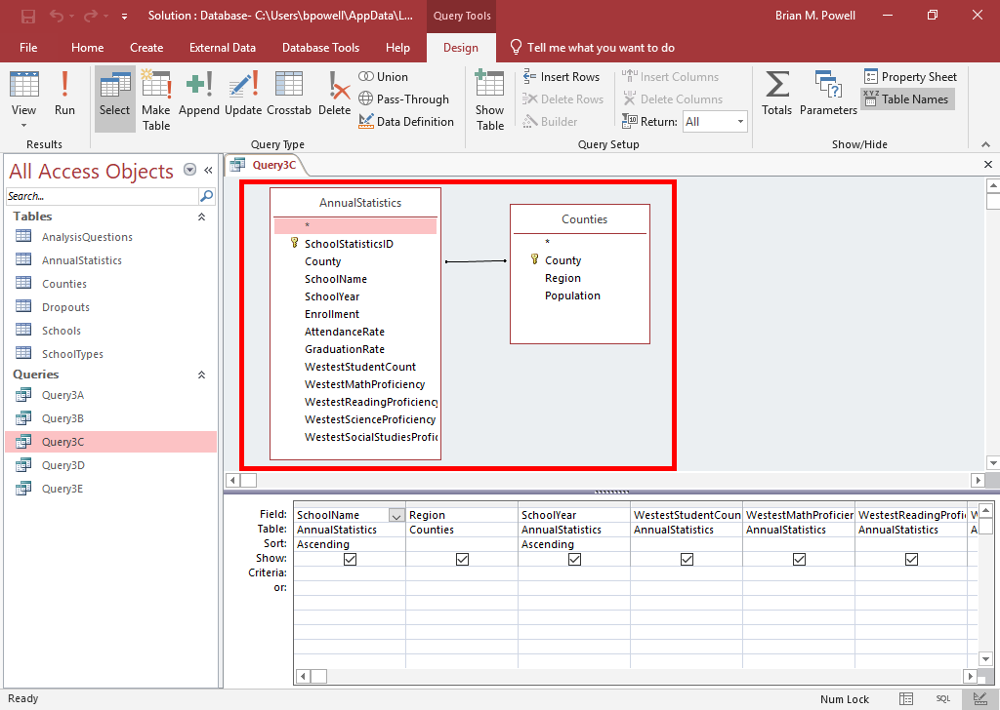 Solution : Database- C:\Users\bpowell\AppData\L...
Query Tools
Brian M. Powell
File Home Create External Data Database Tools Help Design Tell me what you want to do
View
Run
Results
Select
Make Table
Append
Update
Crosstab
Delete
Union
Pass-Through
Data Definition
Query Type
Show Table
Insert Rows
Delete Rows
Builder
Insert Columns
Delete Columns
Return: All
Query Setup
Totals
Parameters
Property Sheet
XYZ Table Names
Show/Hide
All Access Objects
Search...
Tables
AnalysisQuestions
AnnualStatistics
Counties
Dropouts
Schools
SchoolTypes
Queries
Query3A
Query3B
Query3C
Query3D
Query3E
Query3C
AnnualStatistics
*
SchoolStatisticsID
County
SchoolName
SchoolYear
Enrollment
AttendanceRate
GraduationRate
WestestStudentCount
WestestMathProficiency
WestestReadingProficiency
WestestScienceProficiency
WestestSocialStudiesProfic
Counties
*
County
Region
Population
Field: SchoolName Region SchoolYear WestestStudentCoun WestestMathProficier WestestReadingProfi W
Table: AnnualStatistics Counties AnnualStatistics AnnualStatistics AnnualStatistics AnnualStatistics A
Sort: Ascending Ascending
Show:
Criteria:
or:
Ready
Num Lock
SQL